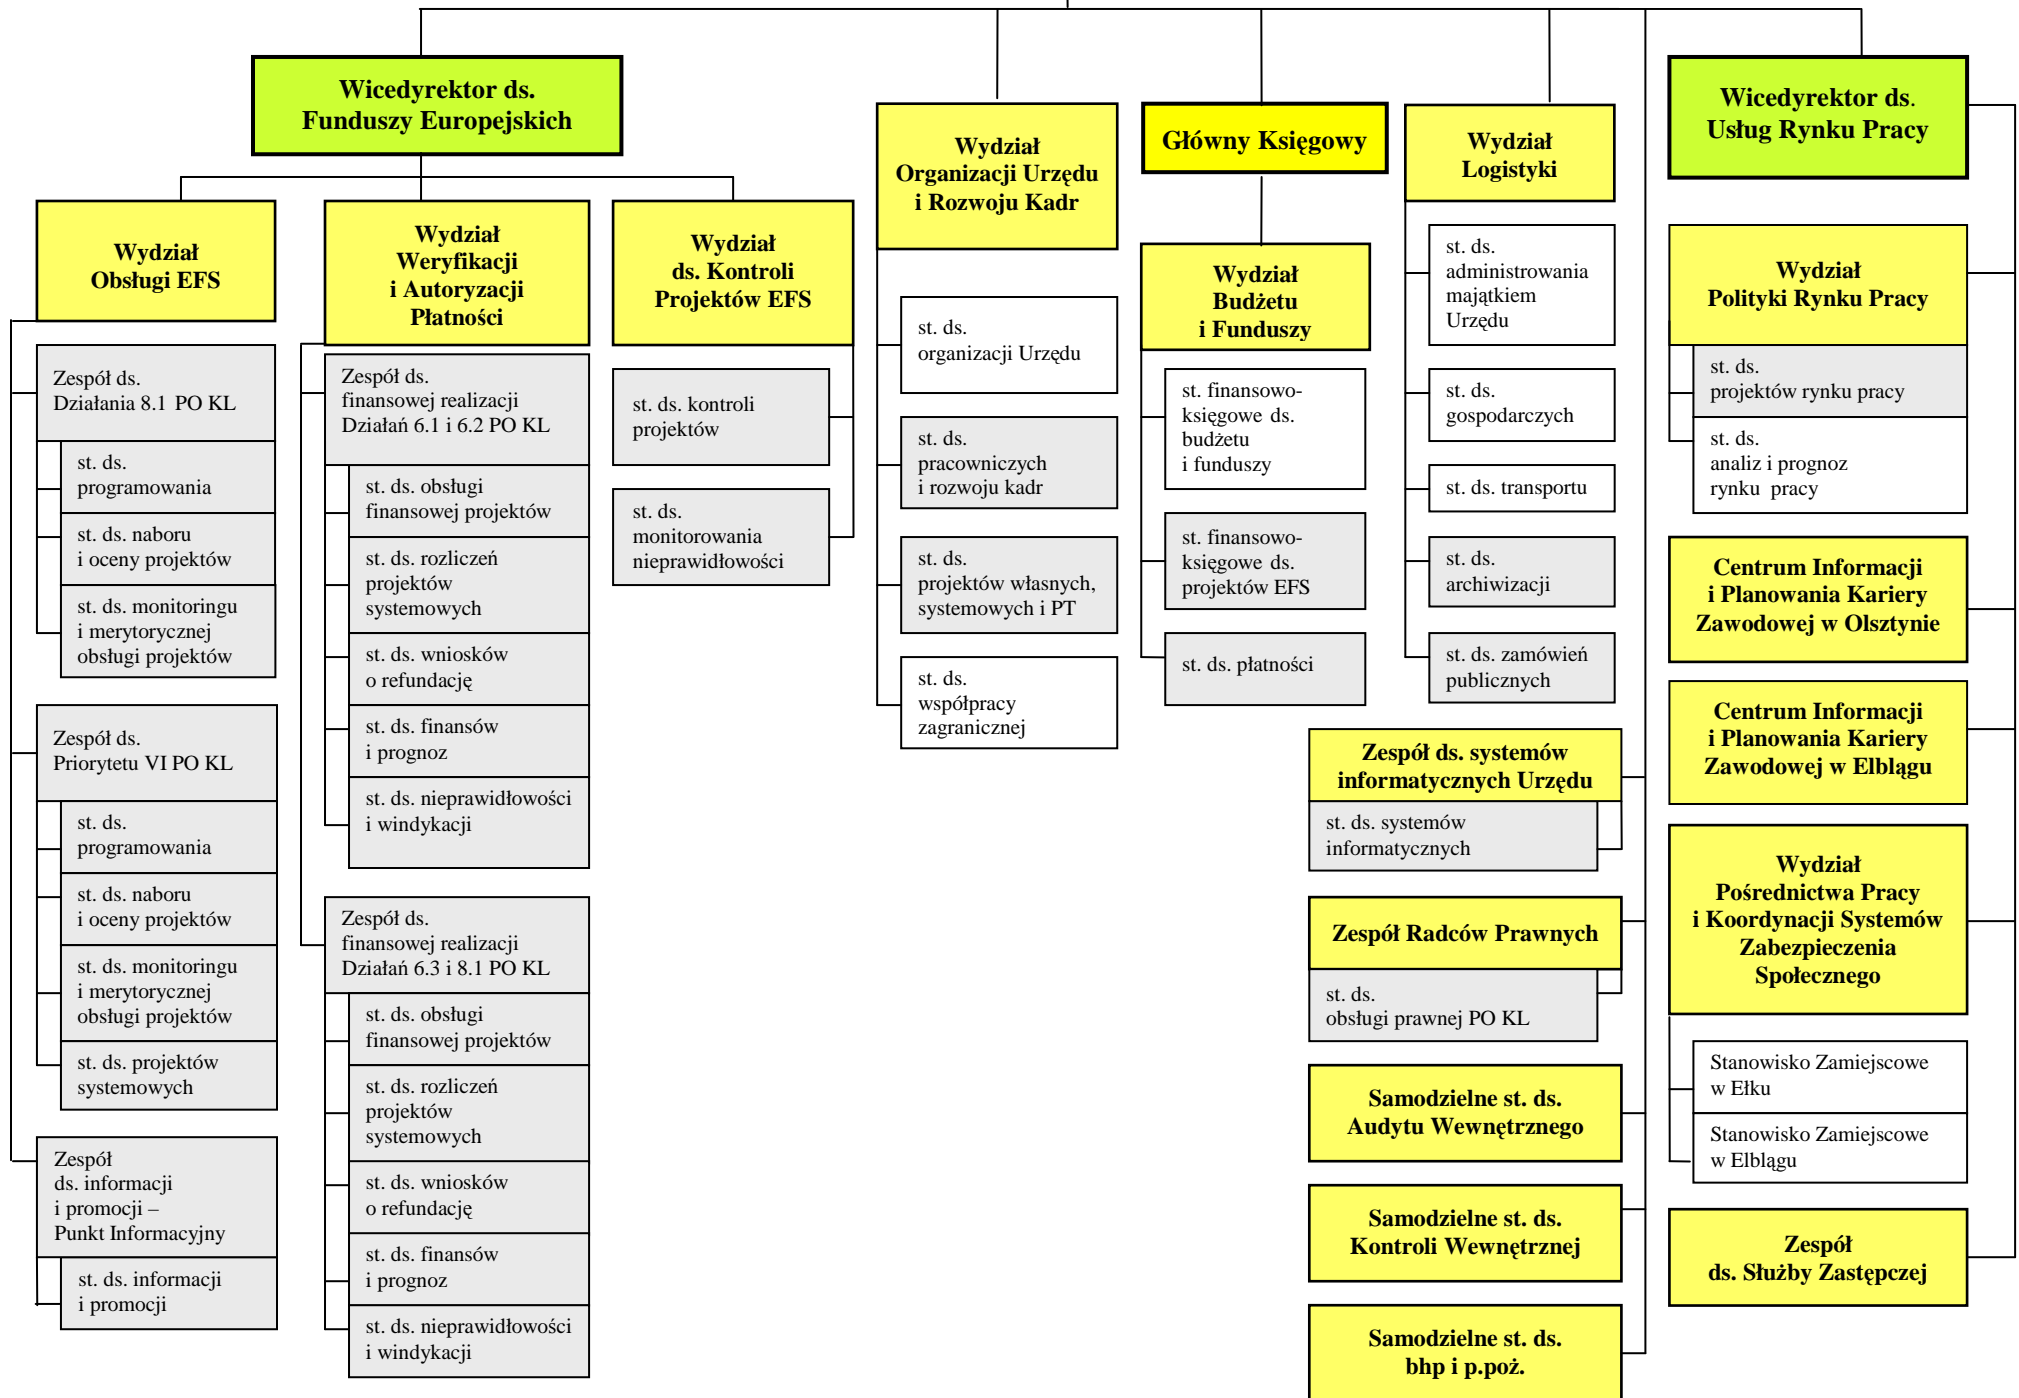 Wicedyrektor ds.
Funduszy Europejskich
Wydział
Obsługi EFS
Zespół ds.
Działania 8.1 PO KL
st. ds.
programowania
st. ds. naboru
i oceny projektów
st. ds. monitoringu
i merytorycznej
obsługi projektów
Zespół ds.
Priorytetu VI PO KL
st. ds.
programowania
st. ds. naboru
i oceny projektów
st. ds. monitoringu
i merytorycznej
obsługi projektów
st. ds. projektów
systemowych
Zespół
ds. informacji
i promocji –
Punkt Informacyjny
st. ds. informacji
i promocji
Wydział
Weryfikacji
i Autoryzacji
Płatności
Zespół ds.
finansowej realizacji
Działań 6.1 i 6.2 PO KL
st. ds. obsługi
finansowej projektów
st. ds. rozliczeń
projektów
systemowych
st. ds. wniosków
o refundację
st. ds. finansów
i prognoz
st. ds. nieprawidłowości
i windykacji
Zespół ds.
finansowej realizacji
Działań 6.3 i 8.1 PO KL
st. ds. obsługi
finansowej projektów
st. ds. rozliczeń
projektów
systemowych
st. ds. wniosków
o refundację
st. ds. finansów
i prognoz
st. ds. nieprawidłowości
i windykacji
Wydział
ds. Kontroli
Projektów EFS
st. ds. kontroli
projektów
st. ds.
monitorowania
nieprawidłowości
Wydział
Organizacji Urzędu
i Rozwoju Kadr
st. ds.
organizacji Urzędu
st. ds.
pracowniczych
i rozwoju kadr
st. ds.
projektów własnych,
systemowych i PT
st. ds.
współpracy
zagranicznej
Główny Księgowy
Wydział
Budżetu
i Funduszy
st. finansowo-
księgowe ds.
budżetu
i funduszy
st. finansowo-
księgowe ds.
projektów EFS
st. ds. płatności
Wydział
Logistyki
st. ds.
administrowania
majątkiem
Urzędu
st. ds.
gospodarczych
st. ds. transportu
st. ds.
archiwizacji
st. ds. zamówień
publicznych
Zespół ds. systemów
informatycznych Urzędu
st. ds. systemów
informatycznych
Zespół Radców Prawnych
st. ds.
obsługi prawnej PO KL
Samodzielne st. ds.
Audytu Wewnętrznego
Samodzielne st. ds.
Kontroli Wewnętrznej
Samodzielne st. ds.
bhp i p.poż.
Wicedyrektor ds.
Usług Rynku Pracy
Wydział
Polityki Rynku Pracy
st. ds.
projektów rynku pracy
st. ds.
analiz i prognoz
rynku pracy
Centrum Informacji
i Planowania Kariery
Zawodowej w Olsztynie
Centrum Informacji
i Planowania Kariery
Zawodowej w Elblągu
Wydział
Pośrednictwa Pracy
i Koordynacji Systemów
Zabezpieczenia
Społecznego
Stanowisko Zamiejscowe
w Ełku
Stanowisko Zamiejscowe
w Elblągu
Zespół
ds. Służby Zastępczej